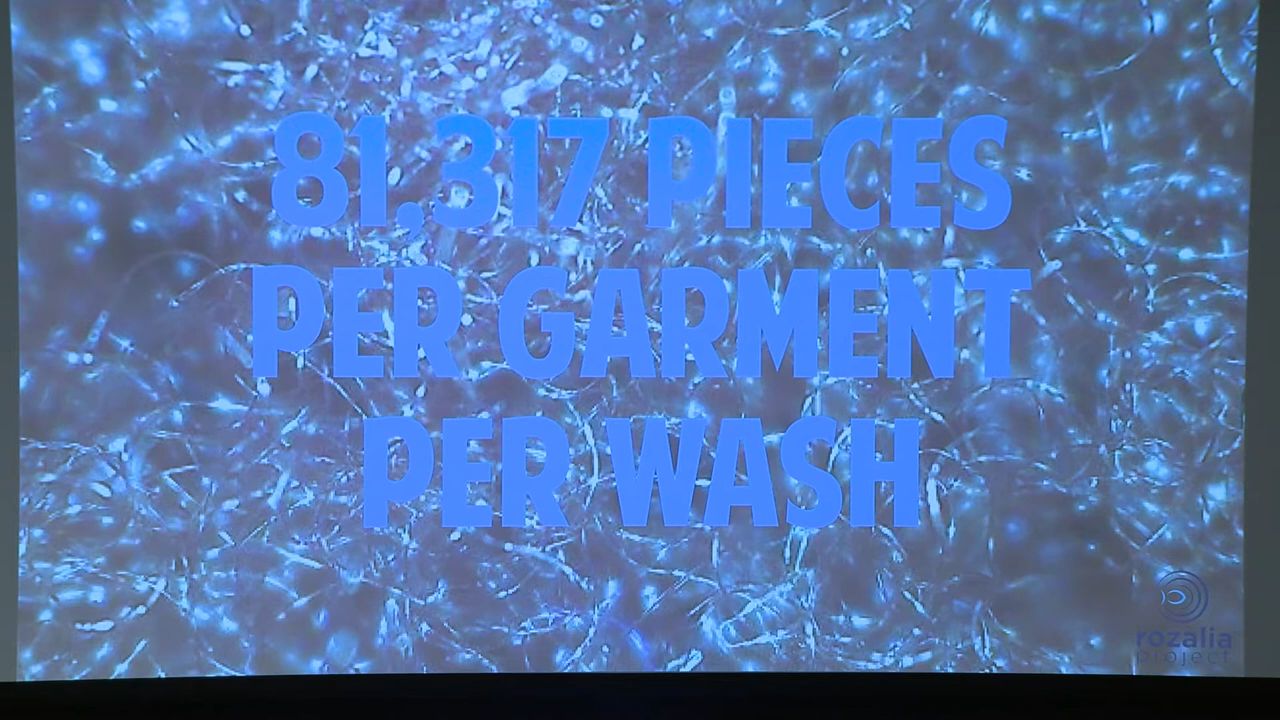 81,317 PIECES
PER GARMENT
PER WASH
rozalia
project